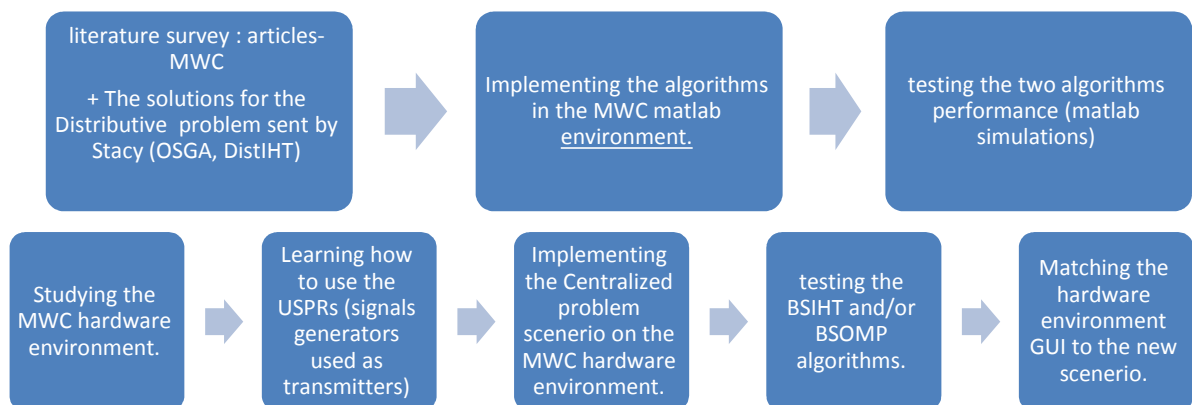 literature survey : articles-
MWC
+ The solutions for the
Distributive problem sent by
Stacy (OSGA, DistIHT)
Implementing the algorithms
in the MWC matlab
environment.
testing the two algorithms
performance (matlab
simulations)
Studying the
MWC hardware
environment.
Learning how
to use the
USPRs (signals
generators
used as
transmitters)
Implementing
the Centralized
problem
scenerio on the
MWC hardware
environment.
testing the
BSIHT and/or
BSOMP
algorithms.
Matching the
hardware
environment
GUI to the new
scenerio.